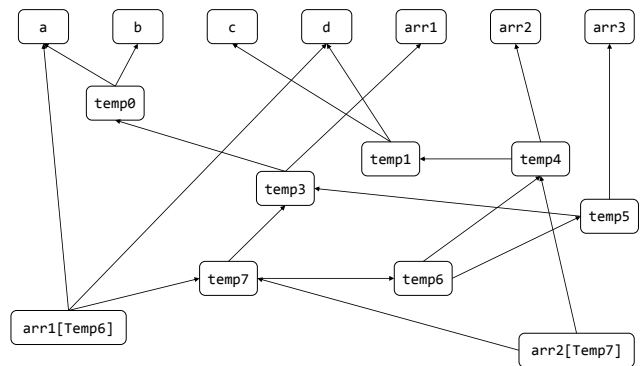 a
b
c
d
arr1
arr2
arr3
temp0
temp1
temp4
temp3
temp5
temp7
temp6
arr1[Temp6]
arr2[Temp7]